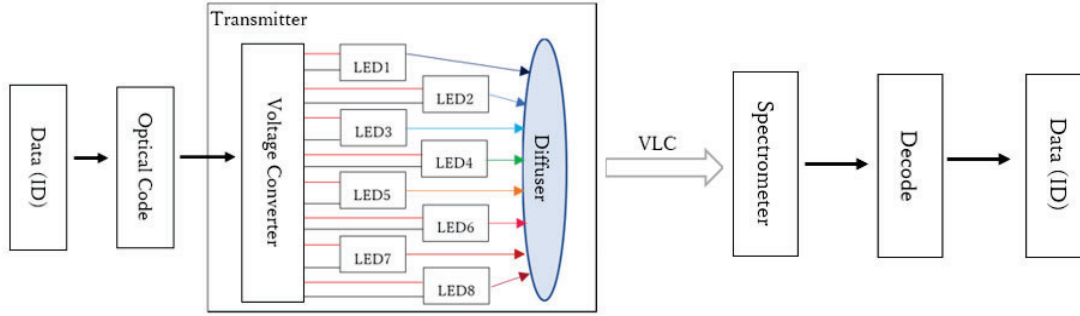 Transmitter
Data (ID)
Optical Code
Voltage Converter
LED1
LED2
LED3
LED4
LED5
LED6
LED7
LED8
Diffuser
VLC
Spectrometer
Decode
Data (ID)